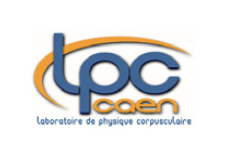 lpc
caen
laboratoire de physique corpusculaire